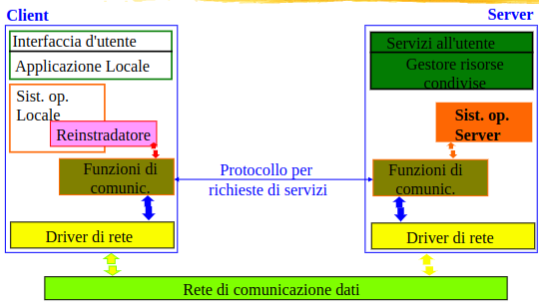 Client
Server
Interfaccia d'utente
Applicazione Locale
Sist. op.
Locale
Reinstradatore
Funzioni di
comunic.
Driver di rete
Protocollo per
richieste di servizi
Servizi all'utente
Gestore risorse
condivise
Sist. op.
Server
Funzioni di
comunic.
Driver di rete
Rete di comunicazione dati